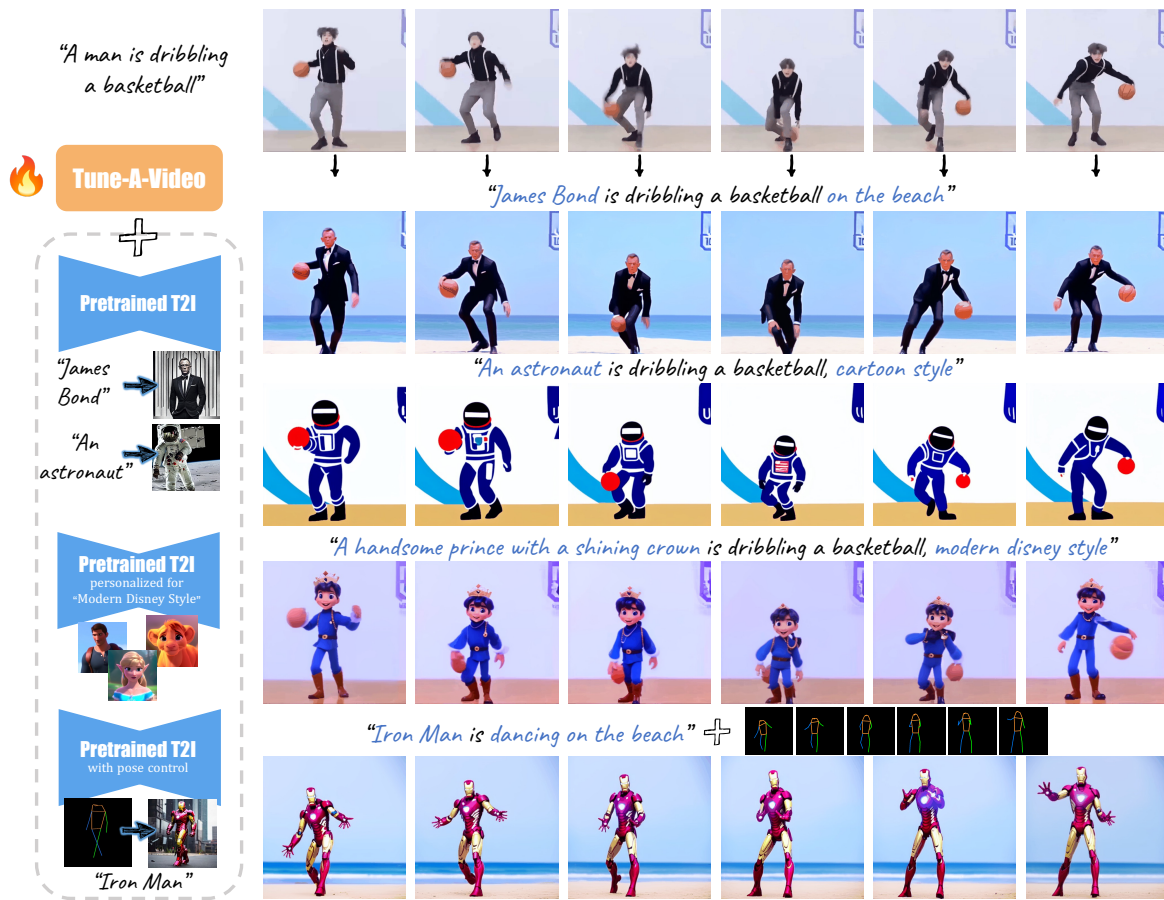 “A man is dribbling
a basketball”
Tune-A-Video
“James Bond is dribbling a basketball on the beach”
Pretrained T2I
“James
Bond”
“An
astronaut”
“An astronaut is dribbling a basketball, cartoon style”
“A handsome prince with a shining crown is dribbling a basketball, modern disney style”
Pretrained T2I
personalized for
“Modern Disney Style”
“Iron Man is dancing on the beach”
Pretrained T2I
with pose control
“Iron Man”